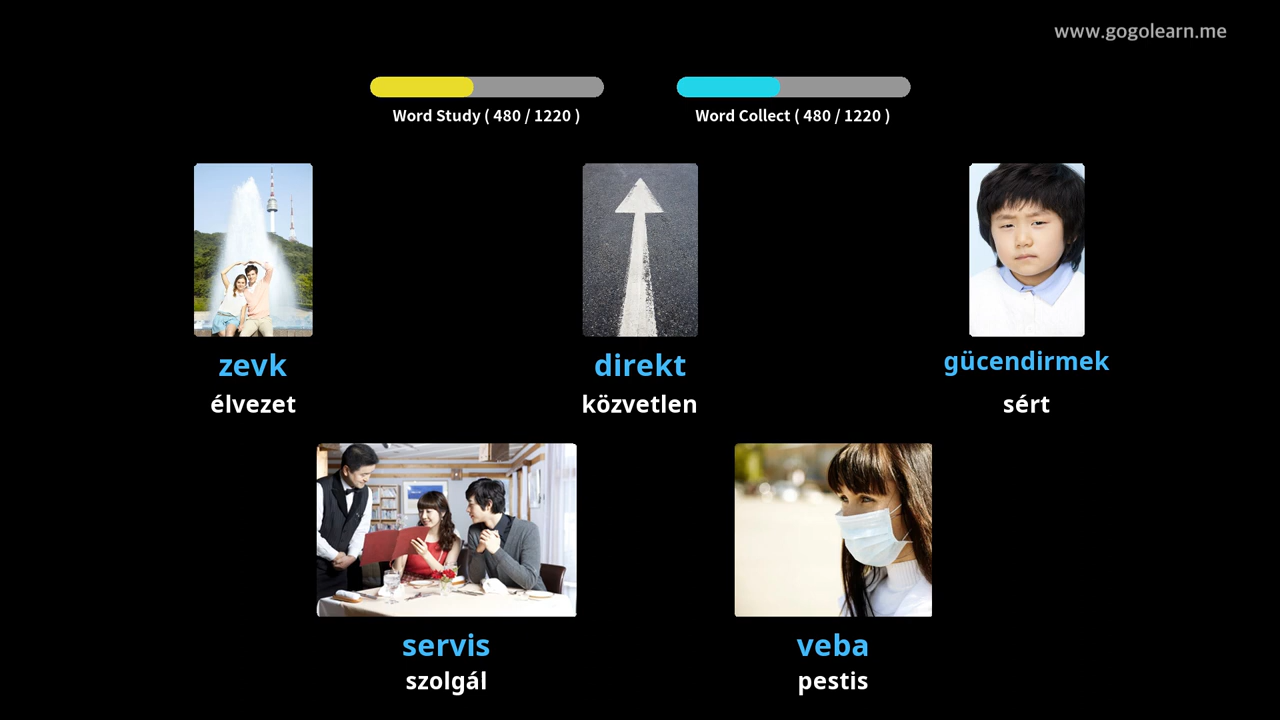 www.gogolearn.me
Word Study ( 480 / 1220 )
Word Collect ( 480 / 1220 )
zevk
élvezet
direkt
közvetlen
gücendirmek
sért
servis
szolgál
veba
pestis